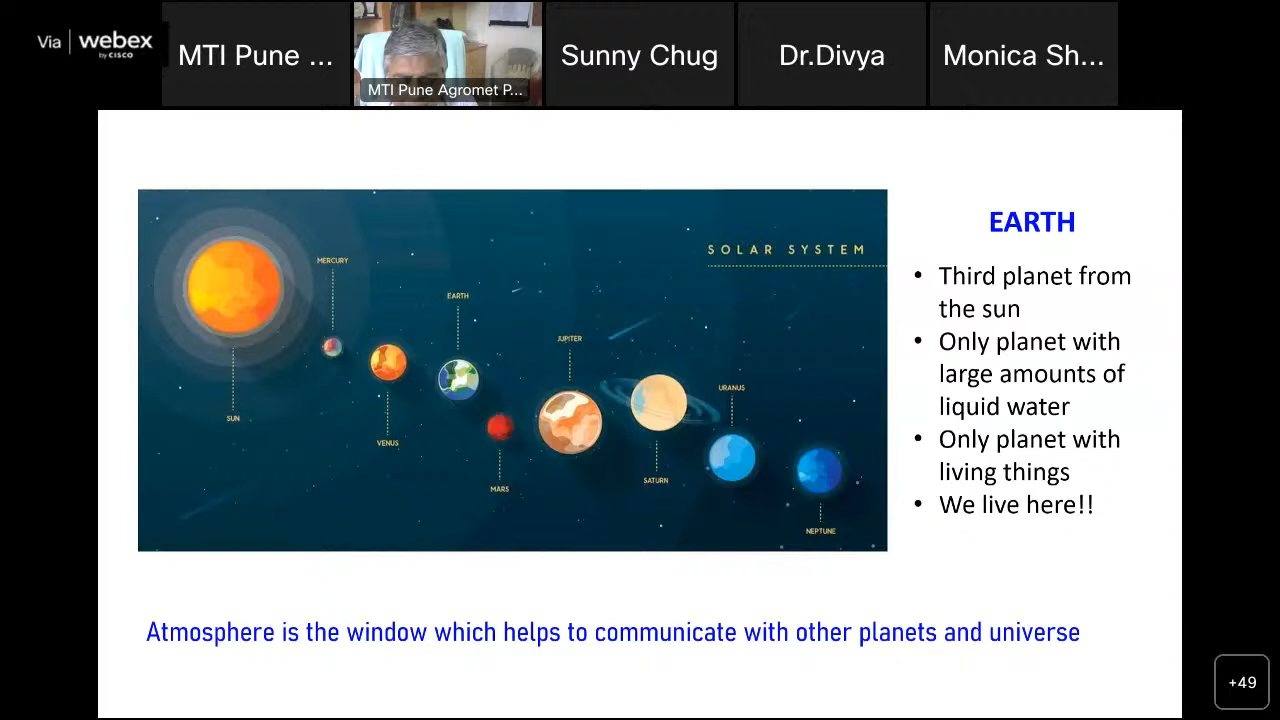 Via webex
by CISCO
MTI Pune ...
MTI Pune Agromet P...
Sunny Chug
Dr.Divya
Monica Sh...
SOLAR SYSTEM
MERCURY
EARTH
JUPITER
URANUS
SUN
VENUS
MARS
SATURN
NEPTUNE
EARTH
• Third planet from
the sun
• Only planet with
large amounts of
liquid water
• Only planet with
living things
• We live here!!
Atmosphere is the window which helps to communicate with other planets and universe
+49